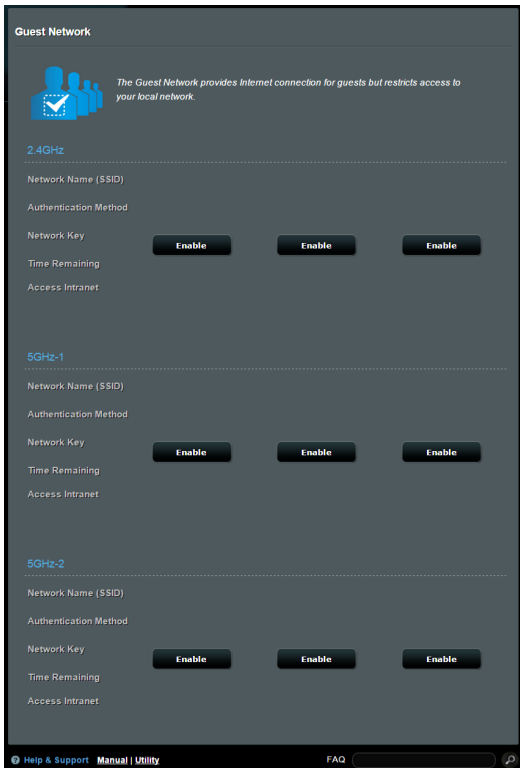 Guest Network
The Guest Network provides Internet connection for guests but restricts access to
your local network.
2.4GHz
Network Name (SSID)
Authentication Method
Network Key
Enable Enable Enable
Time Remaining
Access Intranet
5GHz-1
Network Name (SSID)
Authentication Method
Network Key
Enable Enable Enable
Time Remaining
Access Intranet
5GHz-2
Network Name (SSID)
Authentication Method
Network Key
Enable Enable Enable
Time Remaining
Access Intranet
? Help & Support Manual | Utility FAQ